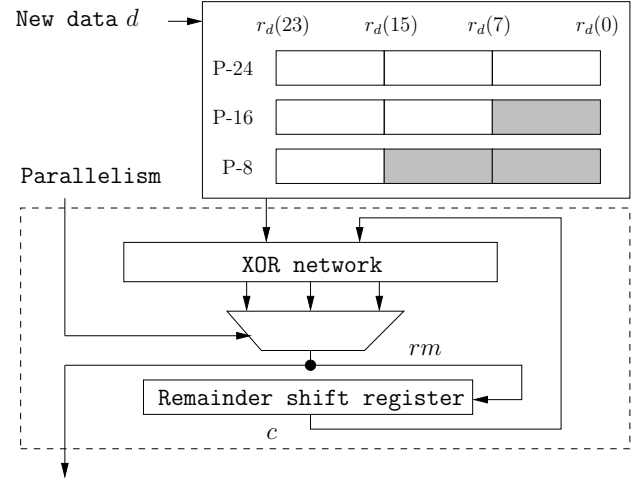 New data d
r_d(23) r_d(15) r_d(7) r_d(0)
P-24
P-16
P-8
Parallelism
XOR network
rm
Remainder shift register
c